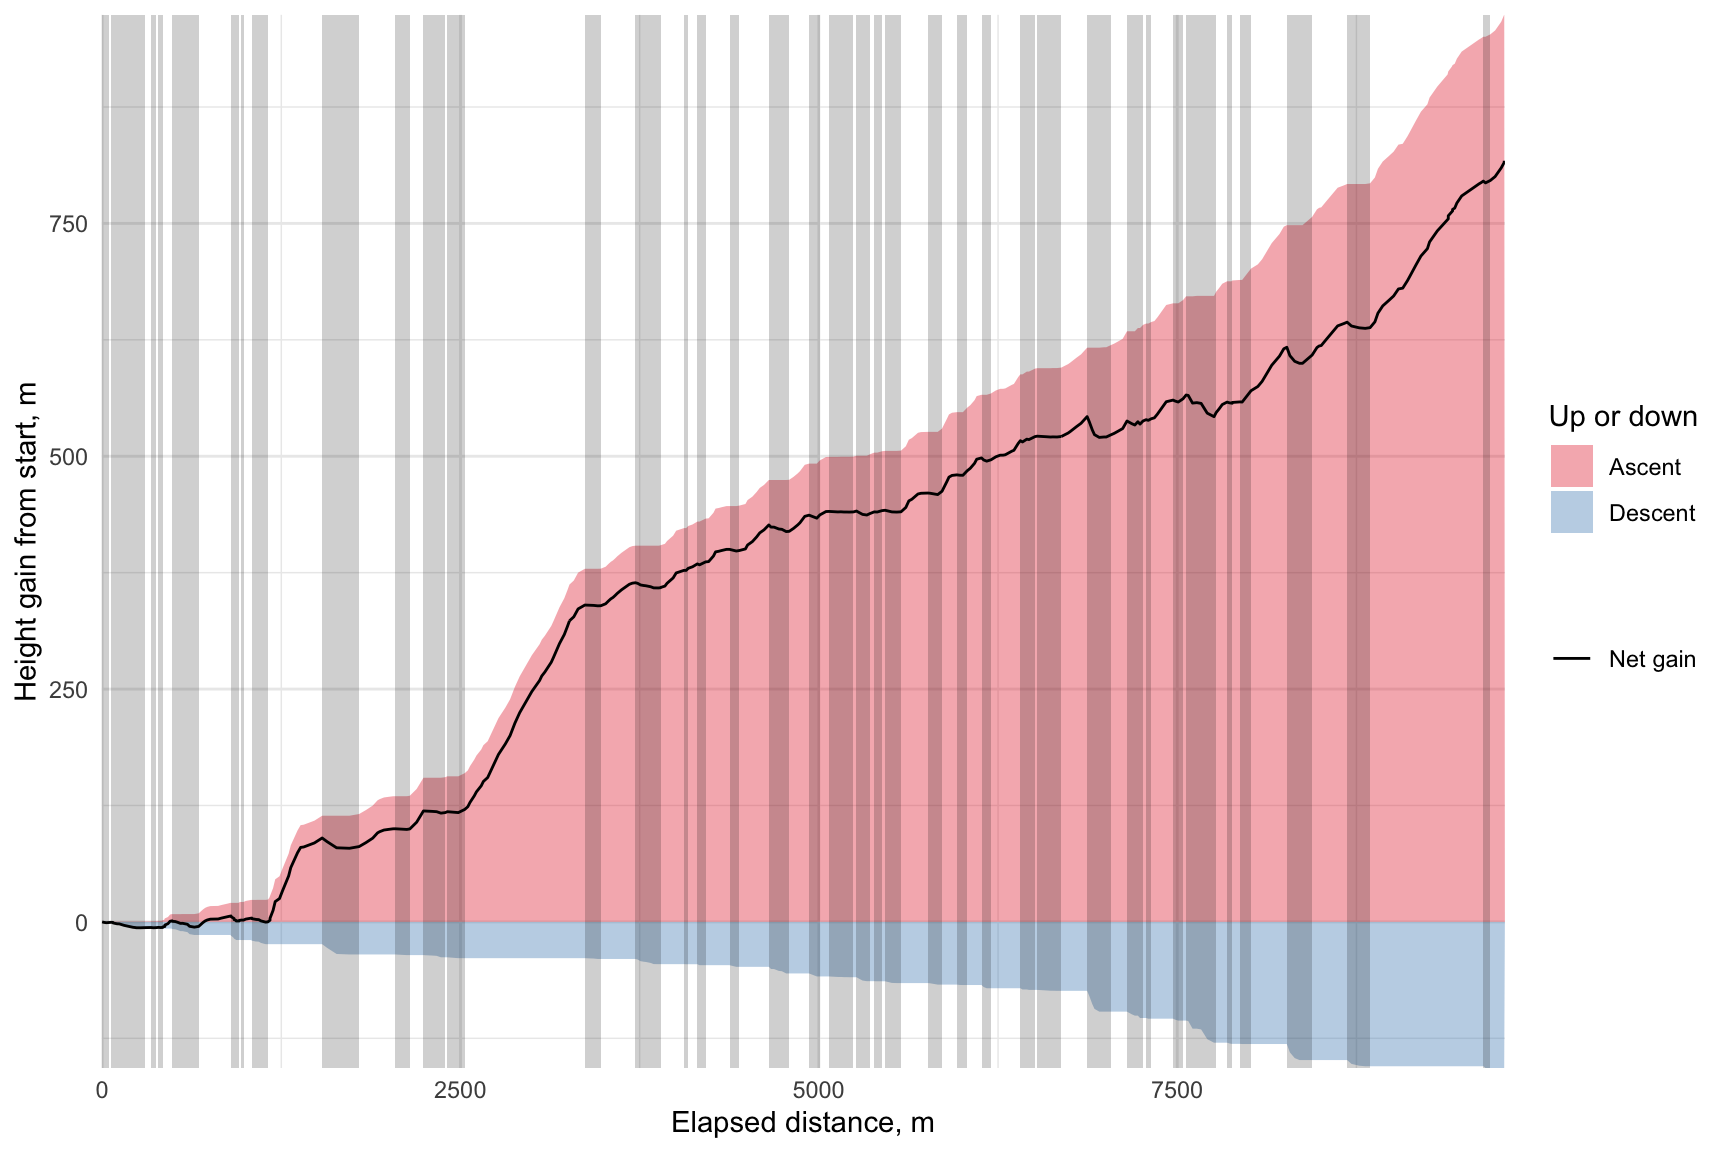 Height gain from start, m
750
500
250
0
0
2500
5000
7500
Elapsed distance, m
Up or down
Ascent
Descent
Net gain